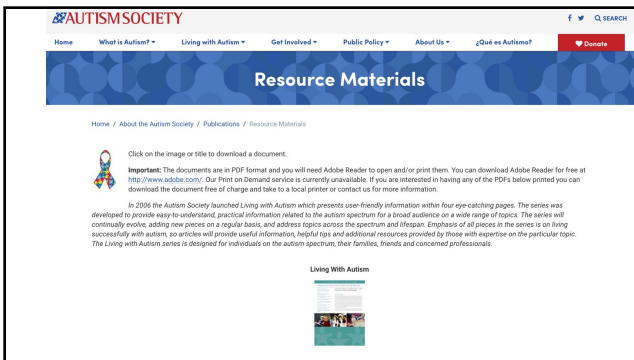 AUTISM SOCIETY
SEARCH
Home What is Autism? Living with Autism Get Involved Public Policy About Us ¿Qué es Autismo? Donate
Resource Materials
Home / About the Autism Society / Publications / Resource Materials
Click on the image or title to download a document.
Important: The documents are in PDF format and you will need Adobe Reader to open and/or print them. You can download Adobe Reader for free at
http://www.adobe.com/. Our Print on Demand service is currently unavailable. If you are interested in having any of the PDFs below printed you can
download the document free of charge and take to a local printer or contact us for more information.
In 2006 the Autism Society launched Living with Autism which presents user-friendly information within four eye-catching pages. The series was
developed to provide easy-to-understand, practical information related to the autism spectrum for a broad audience on a wide range of topics. The series will
continually evolve, adding new pieces on a regular basis, and address topics across the spectrum and lifespan. Emphasis of all pieces in the series is on living
successfully with autism, so articles will provide useful information, helpful tips and additional resources provided by those with expertise on the particular topic.
The Living with Autism series is designed for individuals on the autism spectrum, their families, friends and concerned professionals.
Living With Autism